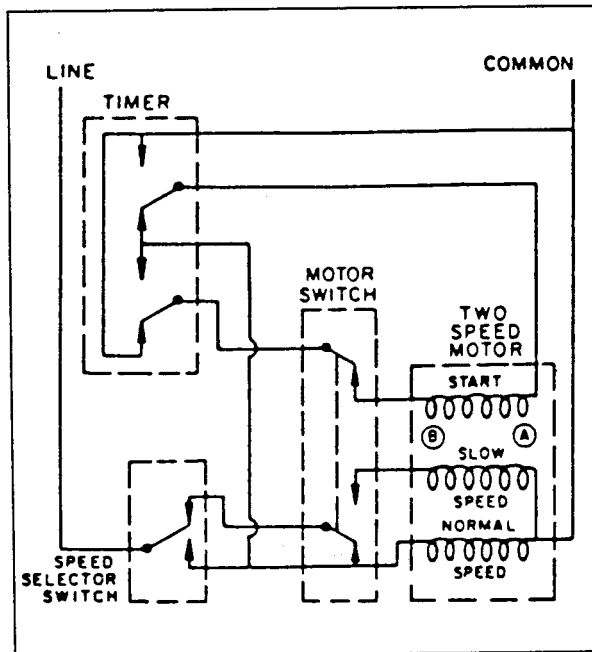 LINE
COMMON
TIMER
MOTOR
SWITCH
TWO
SPEED
MOTOR
START
B
A
SLOW
SPEED
NORMAL
SPEED
SPEED
SELECTOR
SWITCH